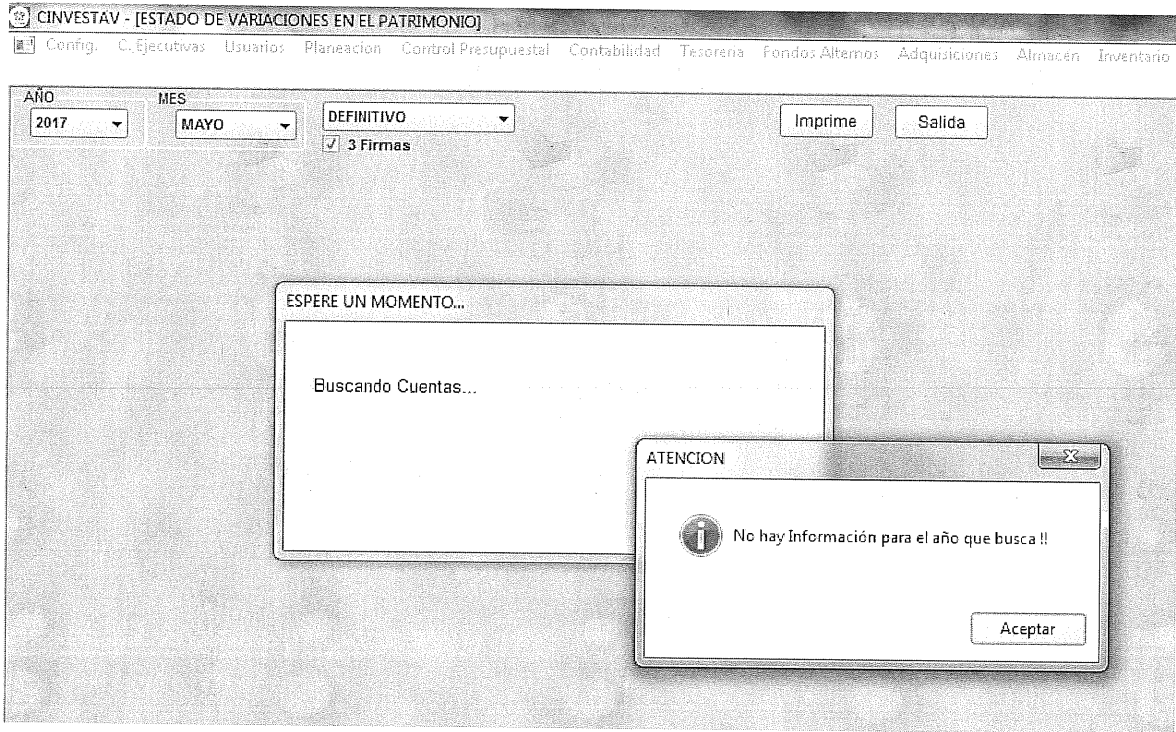 CINVESTAV - [ESTADO DE VARIACIONES EN EL PATRIMONIO]
Config. C. Ejecutivas Usuarios Planeacion Control Presupuestal Contabilidad Tesoreria Fondos Alternos Adquisiciones Almacén Inventario
AÑO MES
2017 MAYO DEFINITIVO Imprime Salida
3 Firmas
ESPERE UN MOMENTO...
Buscando Cuentas...
ATENCION
No hay Información para el año que busca !!
Aceptar